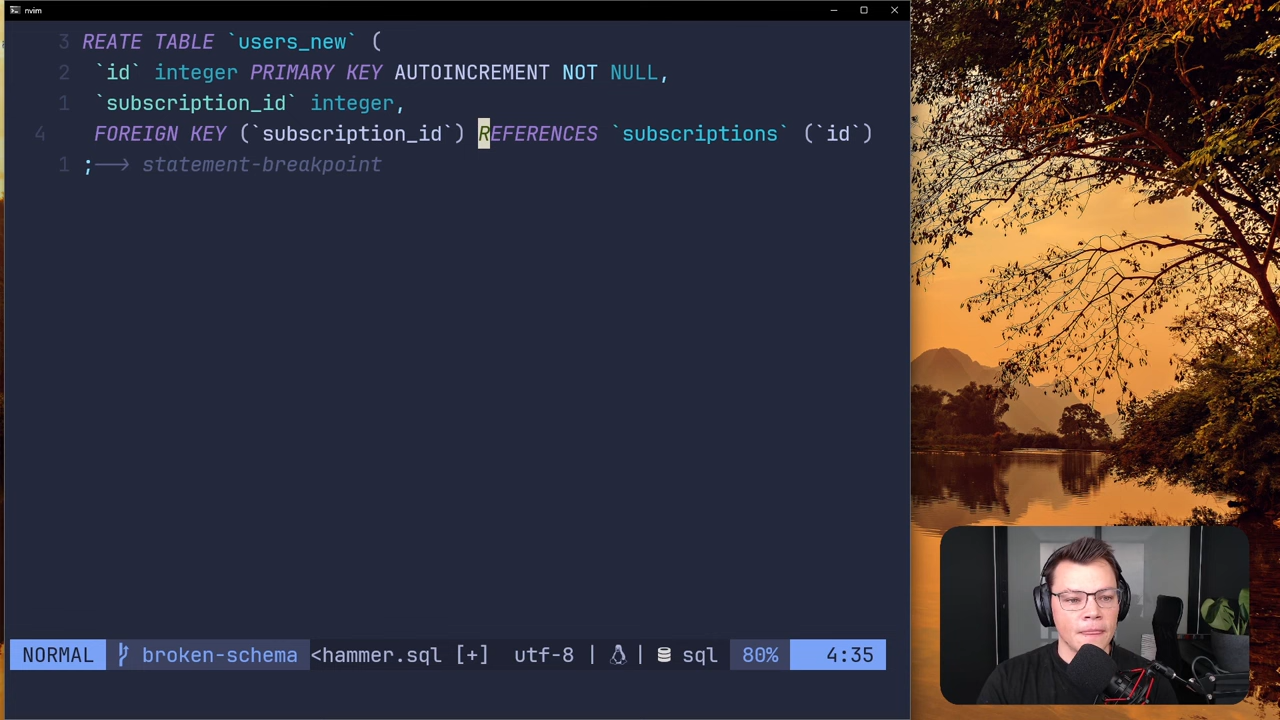 nvim
3 REATE TABLE `users_new` (
2 `id` integer PRIMARY KEY AUTOINCREMENT NOT NULL,
1 `subscription_id` integer,
4 FOREIGN KEY (`subscription_id`) REFERENCES `subscriptions` (`id`)
1 ;--> statement-breakpoint
NORMAL broken-schema <hammer.sql [+] utf-8 | | sql 80% 4:35